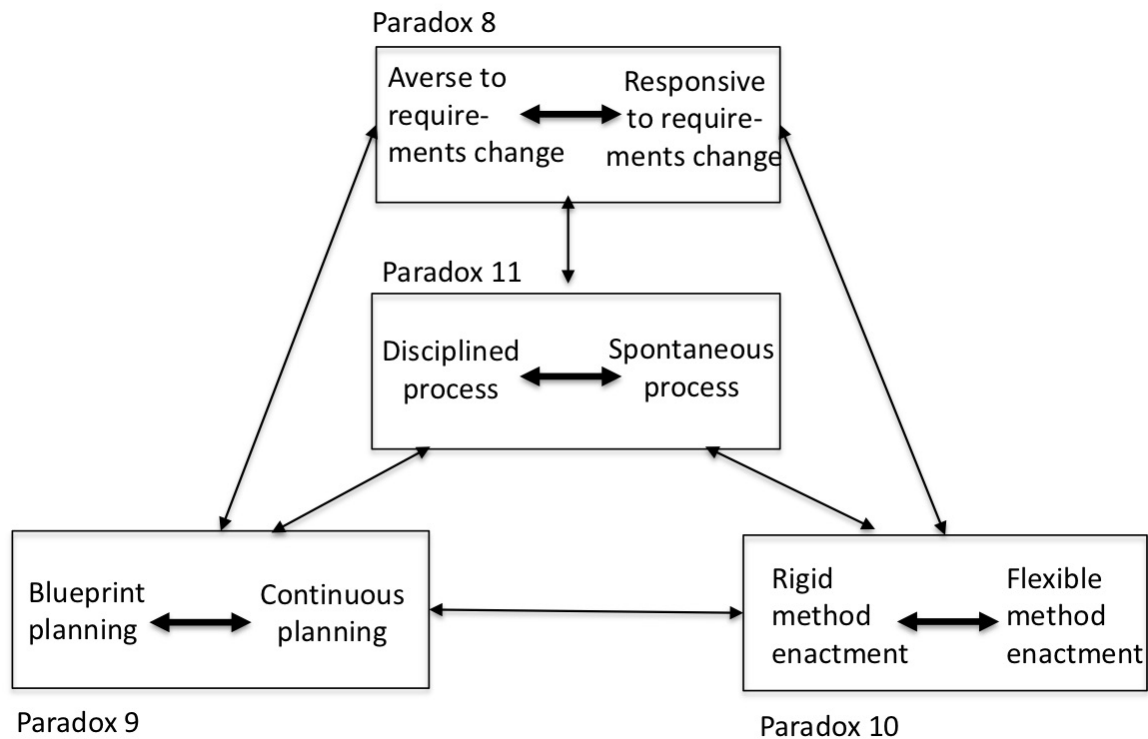 Paradox 8
Averse to
require-
ments change
Responsive
to require-
ments change
Paradox 11
Disciplined
process
Spontaneous
process
Blueprint
planning
Continuous
planning
Rigid
method
enactment
Flexible
method
enactment
Paradox 9
Paradox 10